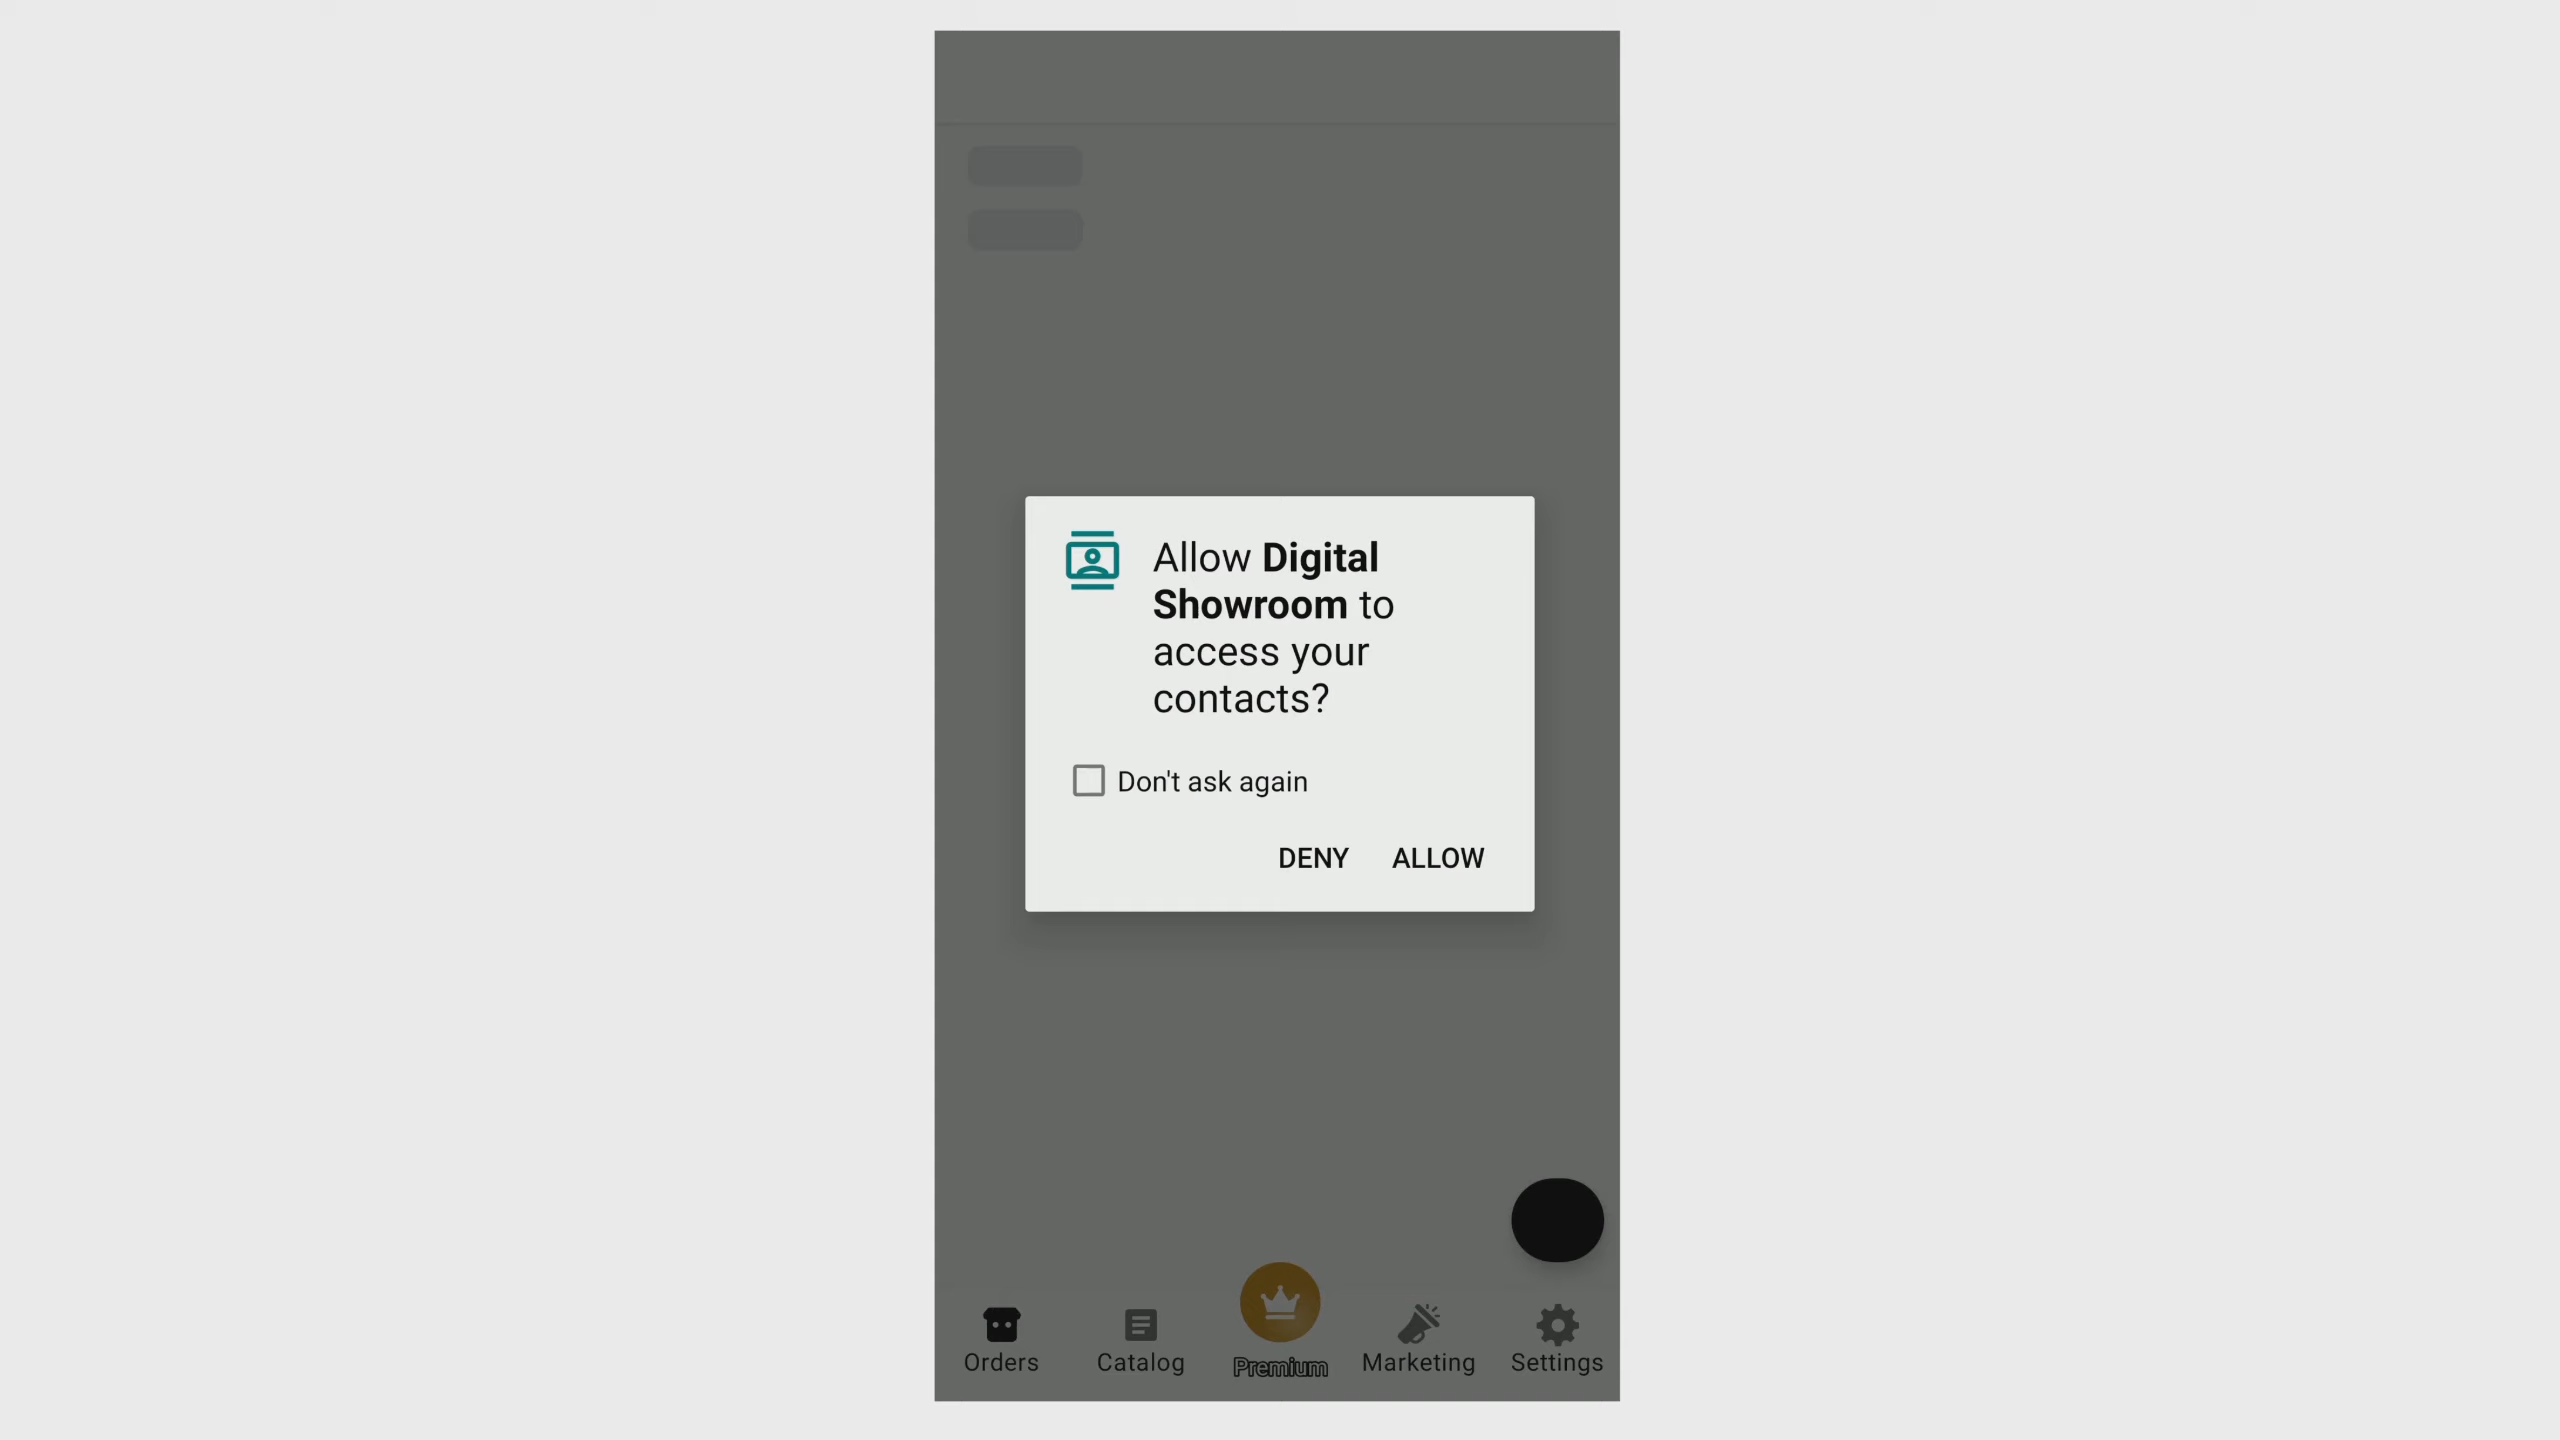 Allow Digital
Showroom to
access your
contacts?
Don't ask again
DENY ALLOW
Orders Catalog Premium Marketing Settings